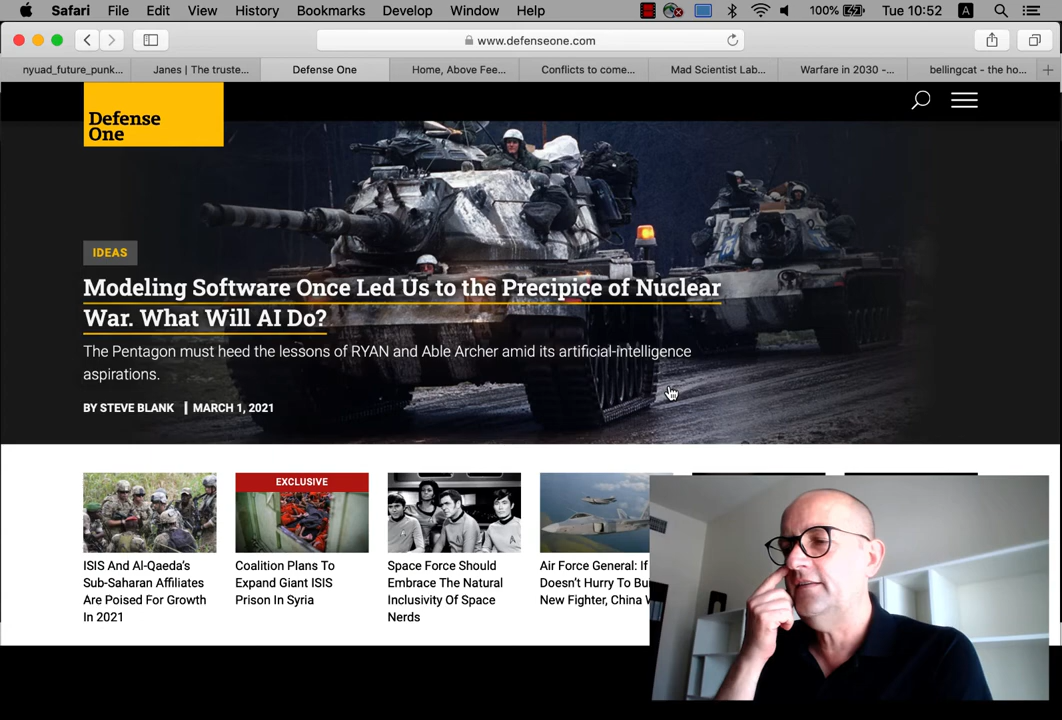 Safari File Edit View History Bookmarks Develop Window Help 100% Tue 10:52 A
www.defenseone.com
nyuad_future_punk... Janes | The truste... Defense One Home, Above Fee... Conflicts to come... Mad Scientist Lab... Warfare in 2030 -... bellingcat - the ho...
Defense
One
IDEAS
Modeling Software Once Led Us to the Precipice of Nuclear
War. What Will AI Do?
The Pentagon must heed the lessons of RYAN and Able Archer amid its artificial-intelligence
aspirations.
BY STEVE BLANK | MARCH 1, 2021
EXCLUSIVE
ISIS And Al-Qaeda's
Sub-Saharan Affiliates
Are Poised For Growth
In 2021
Coalition Plans To
Expand Giant ISIS
Prison In Syria
Space Force Should
Embrace The Natural
Inclusivity Of Space
Nerds
Air Force General: If
Doesn't Hurry To
New Fighter, China